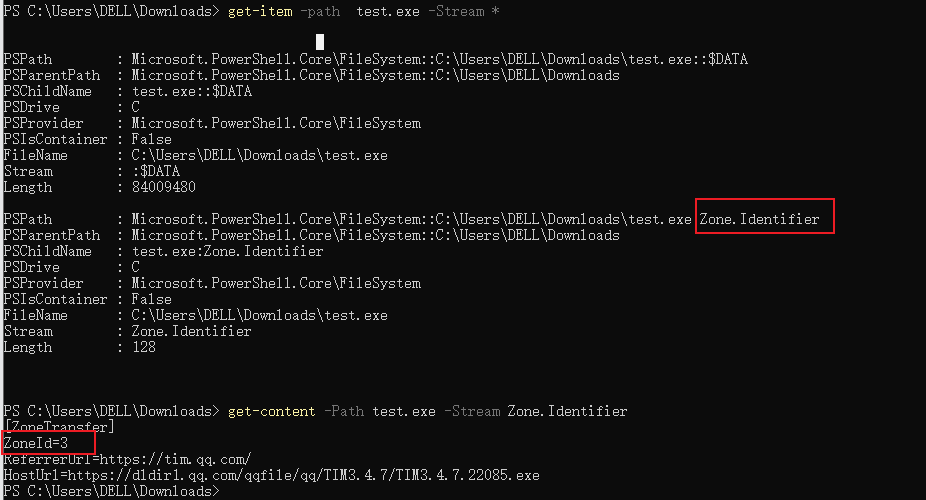 PS C:\Users\DELL\Downloads> get-item -path  test.exe -Stream *
PSPath        : Microsoft.PowerShell.Core\FileSystem::C:\Users\DELL\Downloads\test.exe::$DATA
PSParentPath  : Microsoft.PowerShell.Core\FileSystem::C:\Users\DELL\Downloads
PSChildName   : test.exe::$DATA
PSDrive       : C
PSProvider    : Microsoft.PowerShell.Core\FileSystem
PSIsContainer : False
FileName      : C:\Users\DELL\Downloads\test.exe
Stream        : :$DATA
Length        : 84009480
PSPath        : Microsoft.PowerShell.Core\FileSystem::C:\Users\DELL\Downloads\test.exe Zone.Identifier
PSParentPath  : Microsoft.PowerShell.Core\FileSystem::C:\Users\DELL\Downloads
PSChildName   : test.exe:Zone.Identifier
PSDrive       : C
PSProvider    : Microsoft.PowerShell.Core\FileSystem
PSIsContainer : False
FileName      : C:\Users\DELL\Downloads\test.exe
Stream        : Zone.Identifier
Length        : 128
PS C:\Users\DELL\Downloads> get-content -Path test.exe -Stream Zone.Identifier
[ZoneTransfer]
ZoneId=3
ReferrerUrl=https://tim.qq.com/
HostUrl=https://dldir1.qq.com/qqfile/qq/TIM3.4.7/TIM3.4.7.22085.exe
PS C:\Users\DELL\Downloads>